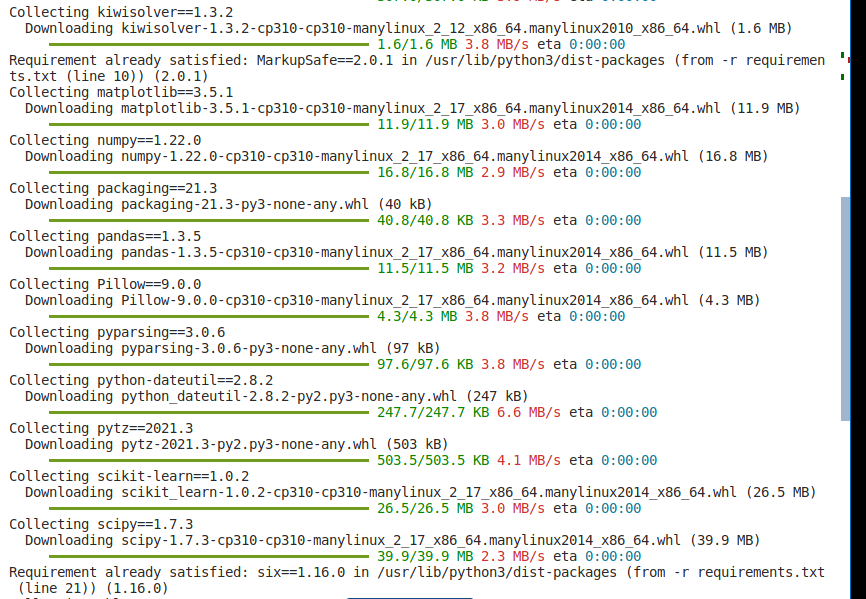 Collecting kiwisolver==1.3.2
Downloading kiwisolver-1.3.2-cp310-cp310-manylinux_2_12_x86_64.manylinux2010_x86_64.whl (1.6 MB)
1.6/1.6 MB 3.8 MB/s eta 0:00:00
Requirement already satisfied: MarkupSafe==2.0.1 in /usr/lib/python3/dist-packages (from -r requiremen
ts.txt (line 10)) (2.0.1)
Collecting matplotlib==3.5.1
Downloading matplotlib-3.5.1-cp310-cp310-manylinux_2_17_x86_64.manylinux2014_x86_64.whl (11.9 MB)
11.9/11.9 MB 3.0 MB/s eta 0:00:00
Collecting numpy==1.22.0
Downloading numpy-1.22.0-cp310-cp310-manylinux_2_17_x86_64.manylinux2014_x86_64.whl (16.8 MB)
16.8/16.8 MB 2.9 MB/s eta 0:00:00
Collecting packaging==21.3
Downloading packaging-21.3-py3-none-any.whl (40 kB)
40.8/40.8 KB 3.3 MB/s eta 0:00:00
Collecting pandas==1.3.5
Downloading pandas-1.3.5-cp310-cp310-manylinux_2_17_x86_64.manylinux2014_x86_64.whl (11.5 MB)
11.5/11.5 MB 3.2 MB/s eta 0:00:00
Collecting Pillow==9.0.0
Downloading Pillow-9.0.0-cp310-cp310-manylinux_2_17_x86_64.manylinux2014_x86_64.whl (4.3 MB)
4.3/4.3 MB 3.8 MB/s eta 0:00:00
Collecting pyparsing==3.0.6
Downloading pyparsing-3.0.6-py3-none-any.whl (97 kB)
97.6/97.6 KB 3.8 MB/s eta 0:00:00
Collecting python-dateutil==2.8.2
Downloading python_dateutil-2.8.2-py2.py3-none-any.whl (247 kB)
247.7/247.7 KB 6.6 MB/s eta 0:00:00
Collecting pytz==2021.3
Downloading pytz-2021.3-py2.py3-none-any.whl (503 kB)
503.5/503.5 KB 4.1 MB/s eta 0:00:00
Collecting scikit-learn==1.0.2
Downloading scikit_learn-1.0.2-cp310-cp310-manylinux_2_17_x86_64.manylinux2014_x86_64.whl (26.5 MB)
26.5/26.5 MB 3.0 MB/s eta 0:00:00
Collecting scipy==1.7.3
Downloading scipy-1.7.3-cp310-cp310-manylinux_2_17_x86_64.manylinux2014_x86_64.whl (39.9 MB)
39.9/39.9 MB 2.3 MB/s eta 0:00:00
Requirement already satisfied: six==1.16.0 in /usr/lib/python3/dist-packages (from -r requirements.txt
(line 21)) (1.16.0)